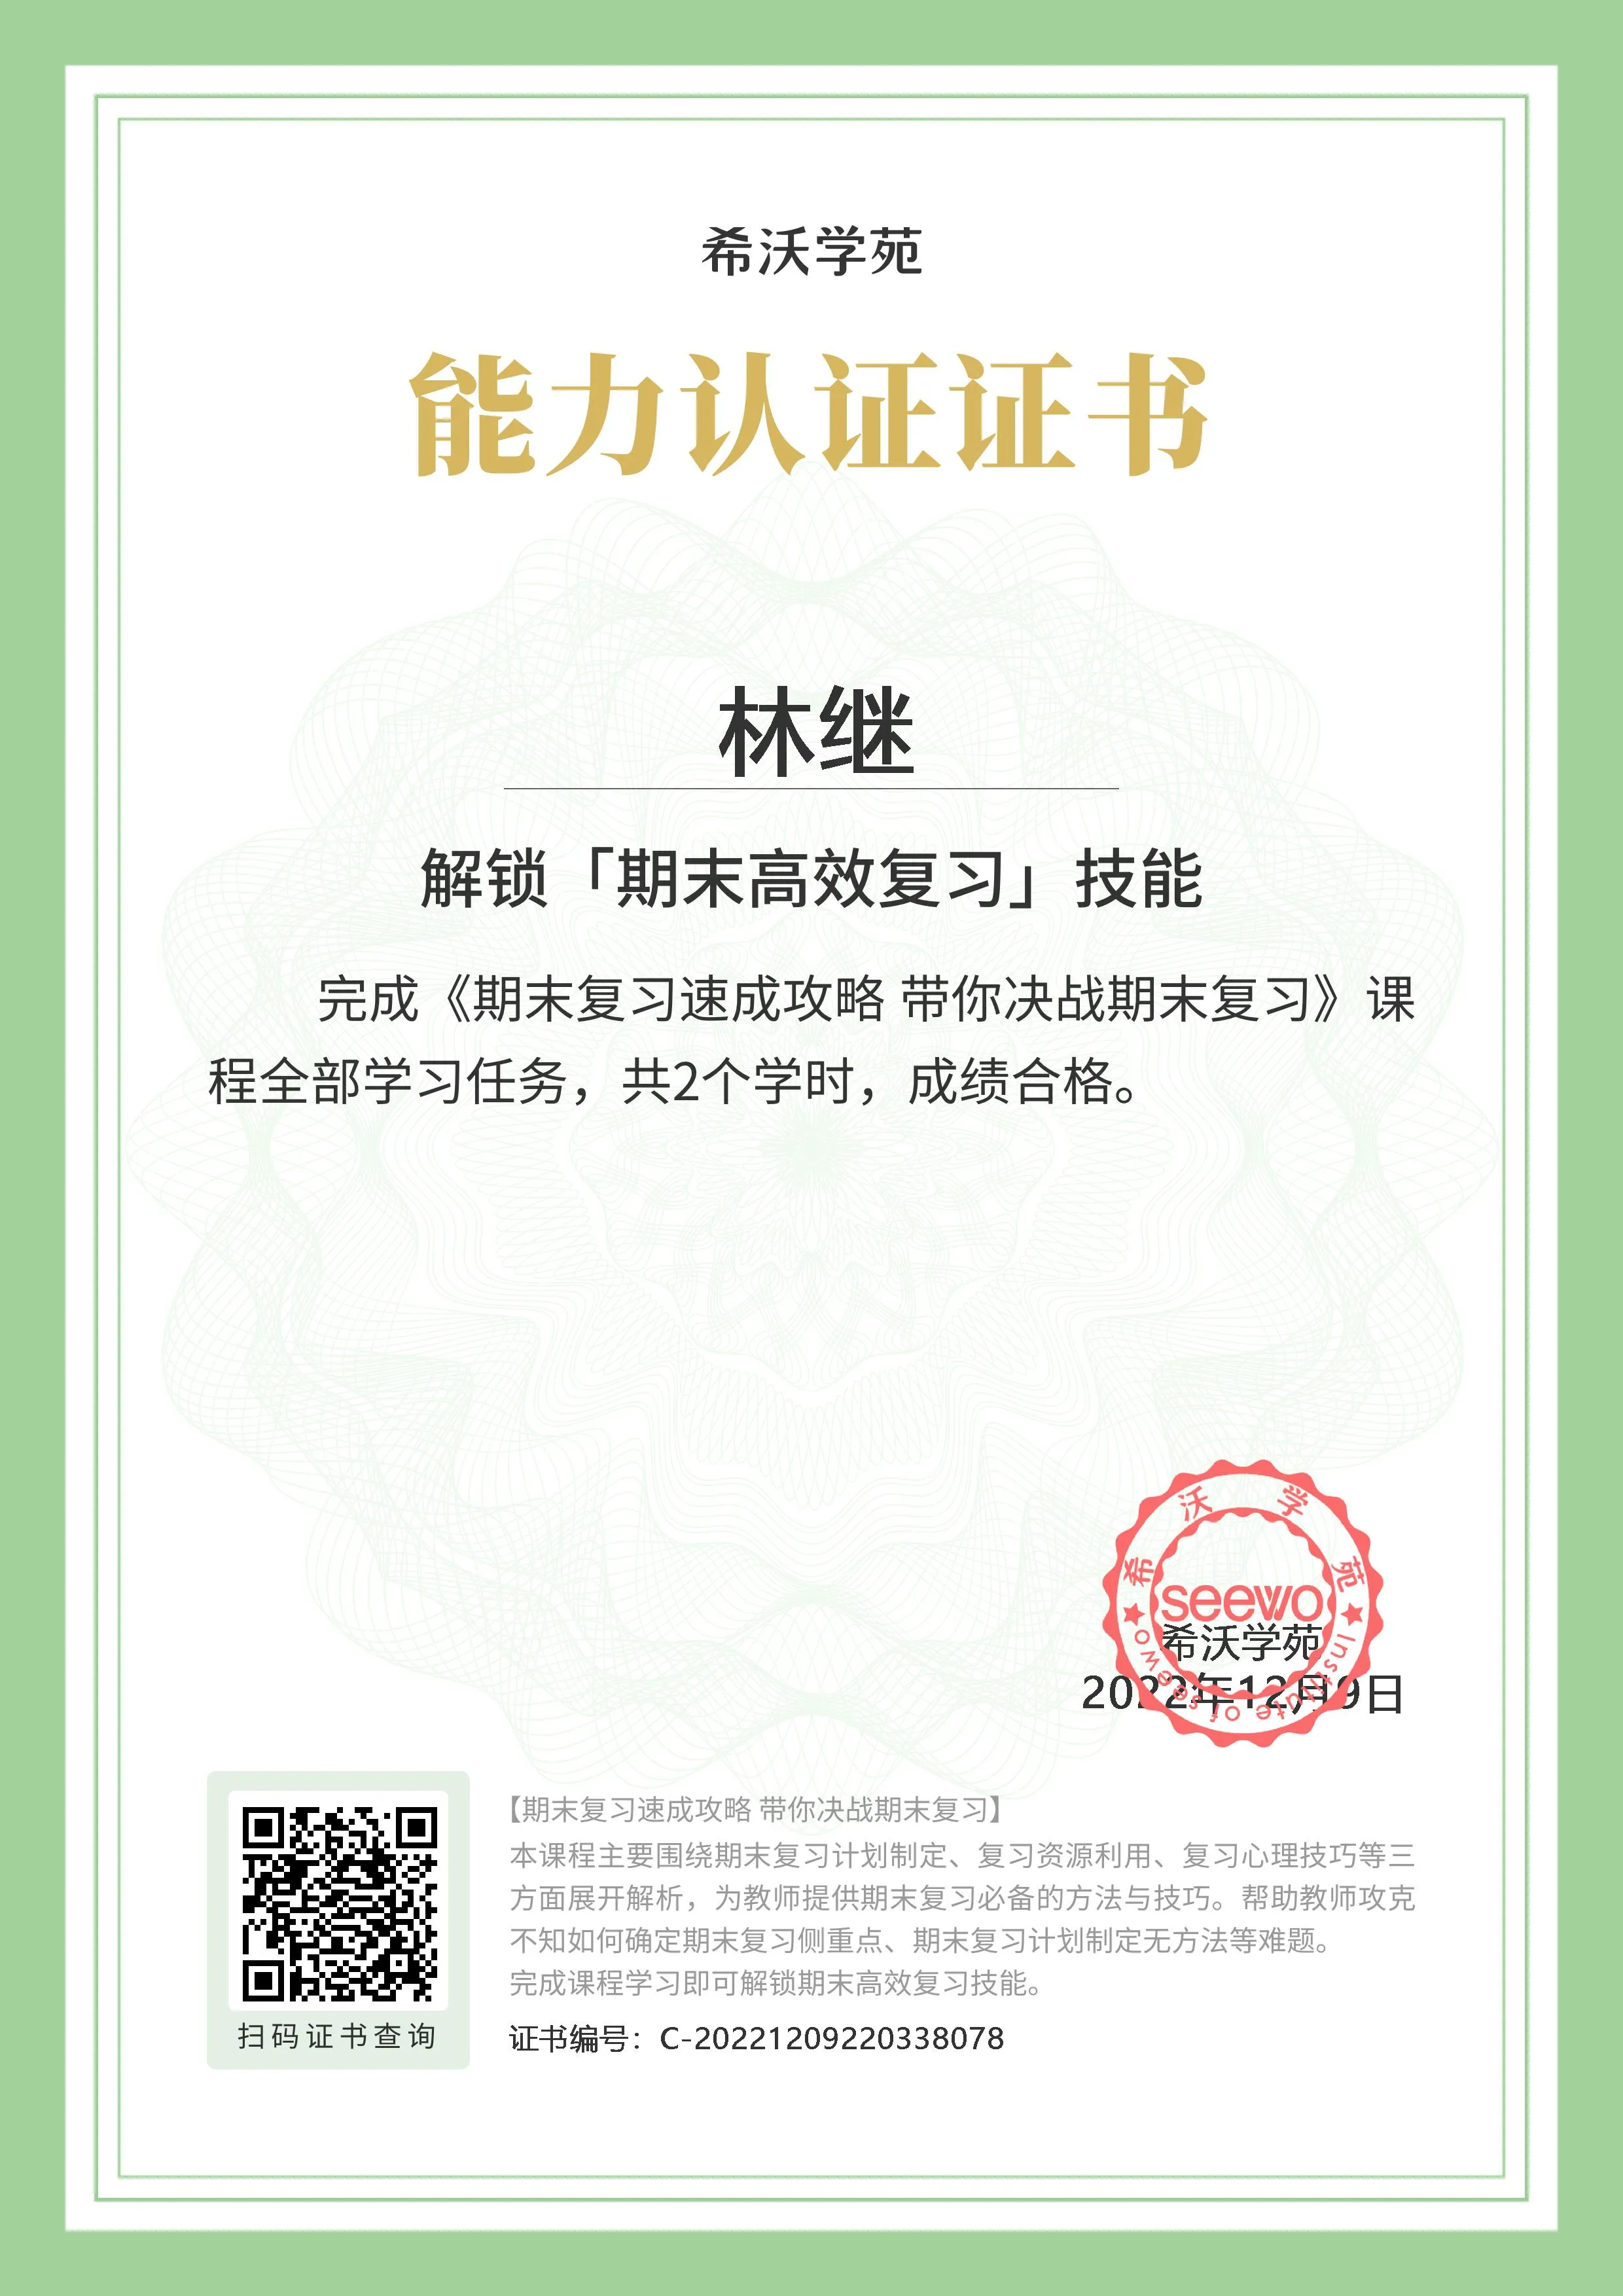 希沃学苑
能力认证证书
林继
解锁「期末高效复习」技能
完成《期末复习速成攻略 带你决战期末复习》课
程全部学习任务，共2个学时，成绩合格。
希沃学苑
seewo
Institute of seewo
希沃学苑
2022年12月9日
【期末复习速成攻略 带你决战期末复习】
本课程主要围绕期末复习计划制定、复习资源利用、复习心理技巧等三
方面展开解析，为教师提供期末复习必备的方法与技巧。帮助教师攻克
不知如何确定期末复习侧重点、期末复习计划制定无方法等难题。
完成课程学习即可解锁期末高效复习技能。
扫码证书查询
证书编号：C-20221209220338078